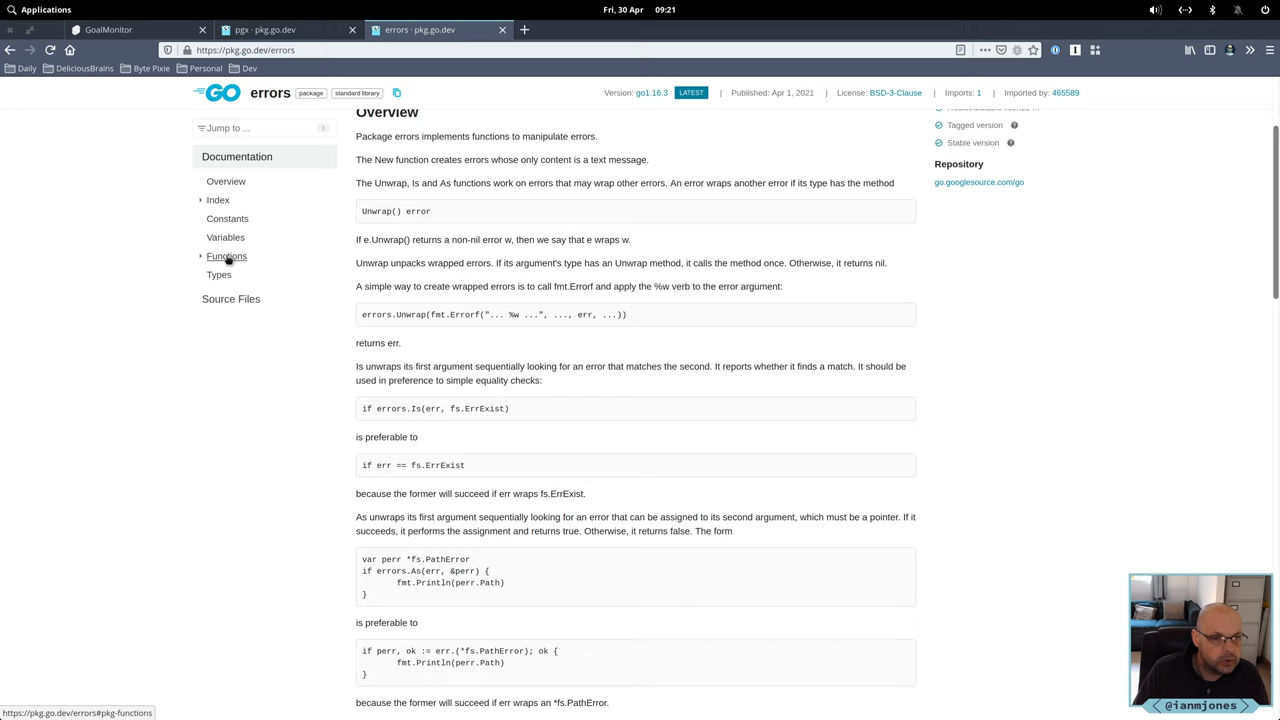 Applications
Fri, 30 Apr 09:21
GoalMonitor
pgx · pkg.go.dev
errors · pkg.go.dev
https://pkg.go.dev/errors
Daily
DeliciousBrains
Byte Pixie
Personal
Dev
GO errors package standard library
Version: go1.16.3 LATEST | Published: Apr 1, 2021 | License: BSD-3-Clause | Imports: 1 | Imported by: 465589
Jump to ...
Documentation
Overview
Index
Constants
Variables
Functions
Types
Source Files
Overview
Package errors implements functions to manipulate errors.
The New function creates errors whose only content is a text message.
The Unwrap, Is and As functions work on errors that may wrap other errors. An error wraps another error if its type has the method
Unwrap() error
If e.Unwrap() returns a non-nil error w, then we say that e wraps w.
Unwrap unpacks wrapped errors. If its argument's type has an Unwrap method, it calls the method once. Otherwise, it returns nil.
A simple way to create wrapped errors is to call fmt.Errorf and apply the %w verb to the error argument:
errors.Unwrap(fmt.Errorf("... %w ...", ..., err, ...))
returns err.
Is unwraps its first argument sequentially looking for an error that matches the second. It reports whether it finds a match. It should be
used in preference to simple equality checks:
if errors.Is(err, fs.ErrExist)
is preferable to
if err == fs.ErrExist
because the former will succeed if err wraps fs.ErrExist.
As unwraps its first argument sequentially looking for an error that can be assigned to its second argument, which must be a pointer. If it
succeeds, it performs the assignment and returns true. Otherwise, it returns false. The form
var perr *fs.PathError
if errors.As(err, &perr) {
fmt.Println(perr.Path)
}
is preferable to
if perr, ok := err.(*fs.PathError); ok {
fmt.Println(perr.Path)
}
because the former will succeed if err wraps an *fs.PathError.
Tagged version
Stable version
Repository
go.googlesource.com/go
https://pkg.go.dev/errors#pkg-functions
@ianmjones